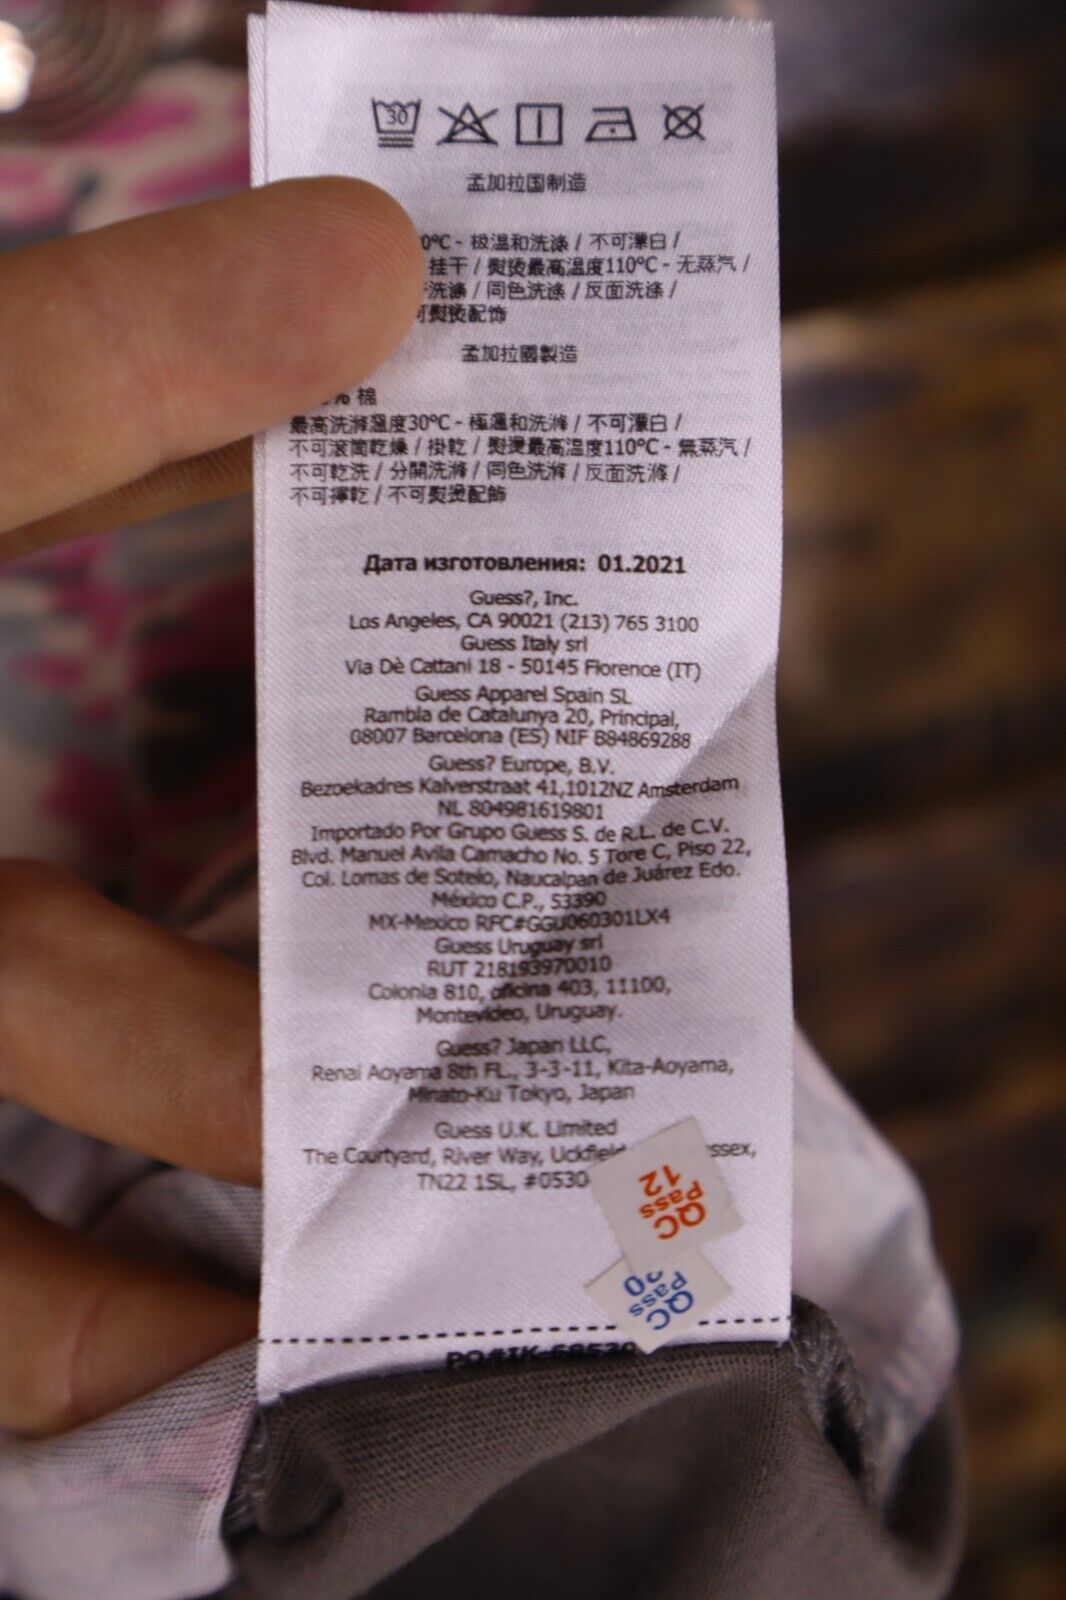 30
孟加拉国制造
0°C - 极温和洗涤 / 不可漂白 /
挂干 / 熨烫最高温度110°C - 无蒸汽 /
洗涤 / 同色洗涤 / 反面洗涤 /
可熨烫配饰
孟加拉國製造
% 棉
最高洗滌溫度30°C - 極溫和洗滌 / 不可漂白 /
不可滾筒乾燥 / 掛乾 / 熨燙最高溫度110°C - 無蒸汽 /
不可乾洗 / 分開洗滌 / 同色洗滌 / 反面洗滌 /
不可擰乾 / 不可熨燙配飾
Дата изготовления: 01.2021
Guess?, Inc.
Los Angeles, CA 90021 (213) 765 3100
Guess Italy srl
Via Dè Cattani 18 - 50145 Florence (IT)
Guess Apparel Spain SL
Rambla de Catalunya 20, Principal,
08007 Barcelona (ES) NIF B84869288
Guess? Europe, B.V.
Bezoekadres Kalverstraat 41,1012NZ Amsterdam
NL 804981619801
Importado Por Grupo Guess S. de R.L. de C.V.
Blvd. Manuel Avila Camacho No. 5 Tore C, Piso 22,
Col. Lomas de Sotelo, Naucalpan de Juárez Edo.
México C.P., 53390
MX-Mexico RFC#GGU060301LX4
Guess Uruguay srl
RUT 218193970010
Colonia 810, oficina 403, 11100,
Montevideo, Uruguay.
Guess? Japan LLC,
Renai Aoyama 8th FL., 3-3-11, Kita-Aoyama,
Minato-Ku Tokyo, Japan
Guess U.K. Limited
The Courtyard, River Way, Uckfield ssex,
TN22 1SL, #0530
QC
Pass
12
QC
Pass
20